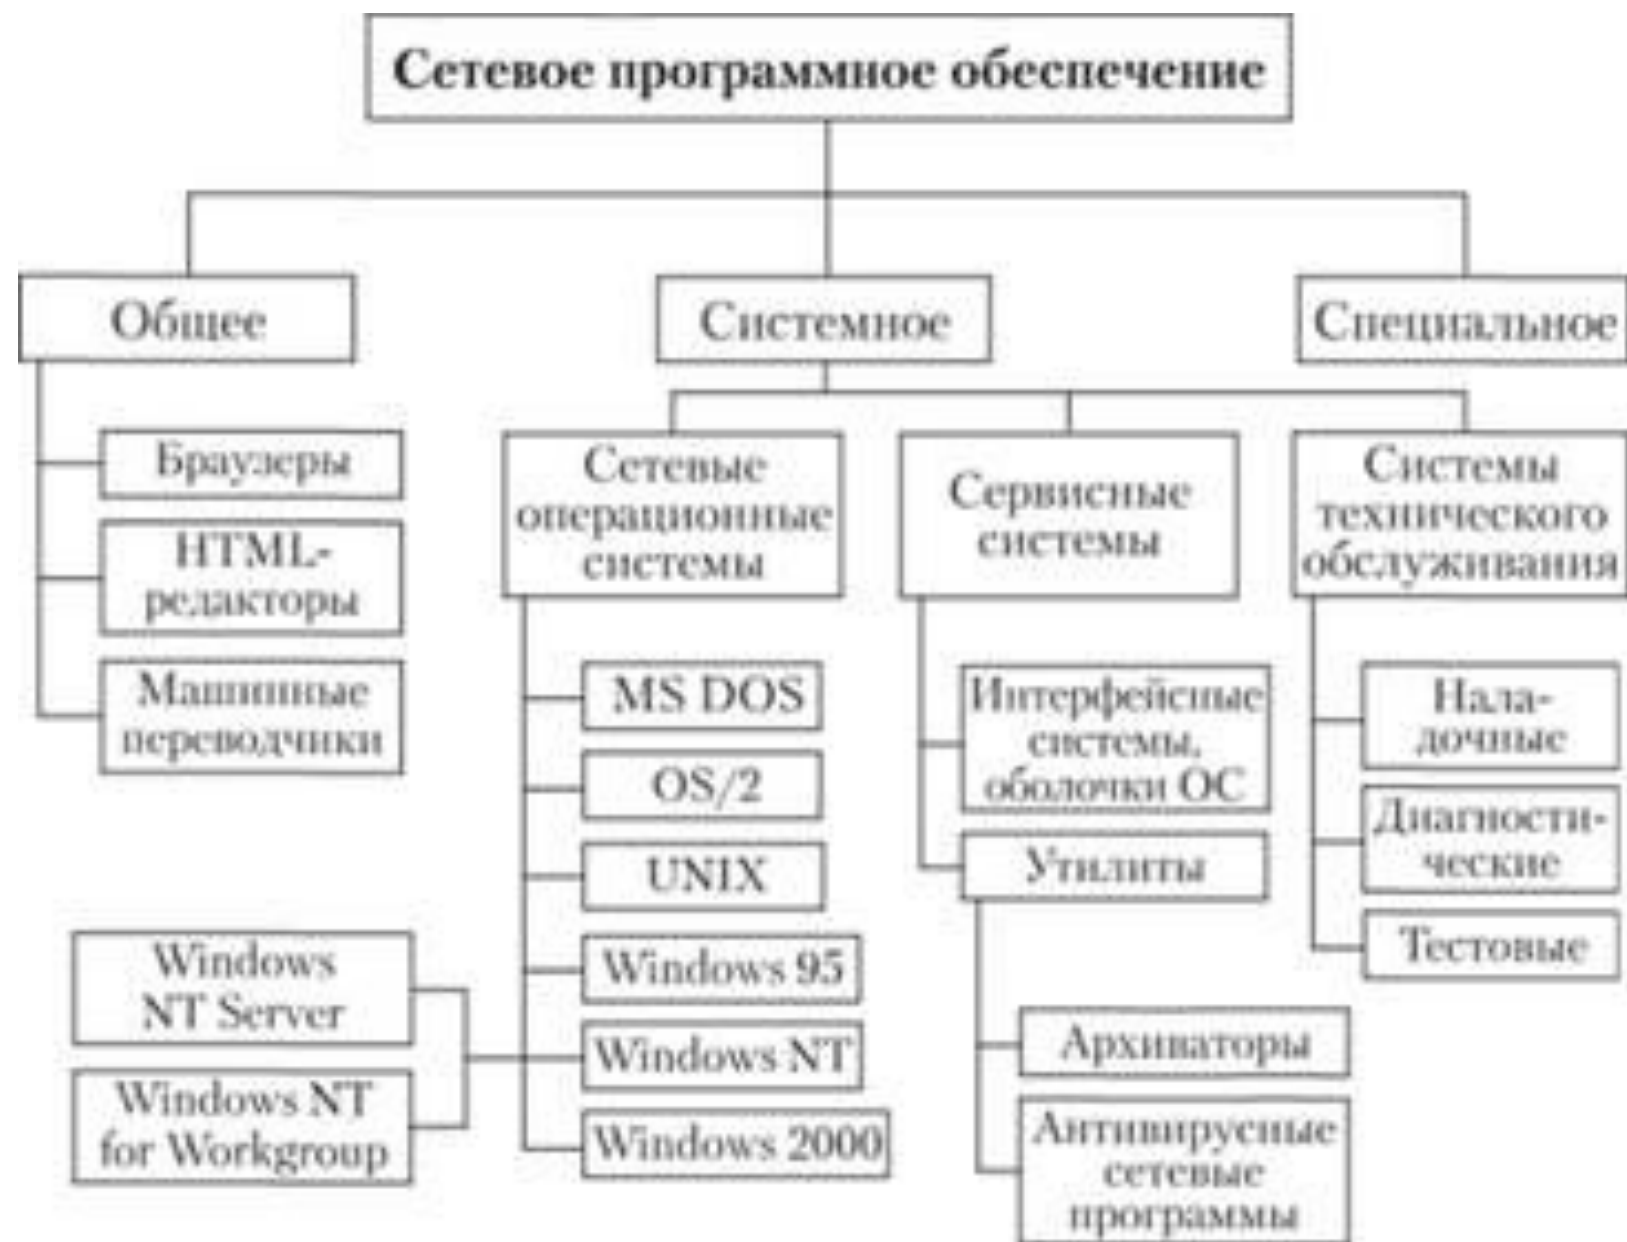 Сетевое программное обеспечение
Общее
Системное
Специальное
Браузеры
HTML-
редакторы
Машинные
переводчики
Сетевые
операционные
системы
MS DOS
OS/2
UNIX
Windows 95
Windows NT
Windows 2000
Windows
NT Server
Windows NT
for Workgroup
Сервисные
системы
Интерфейсные
системы,
оболочки ОС
Утилиты
Архиваторы
Антивирусные
сетевые
программы
Системы
технического
обслуживания
Нала-
дочные
Диагности-
ческие
Тестовые